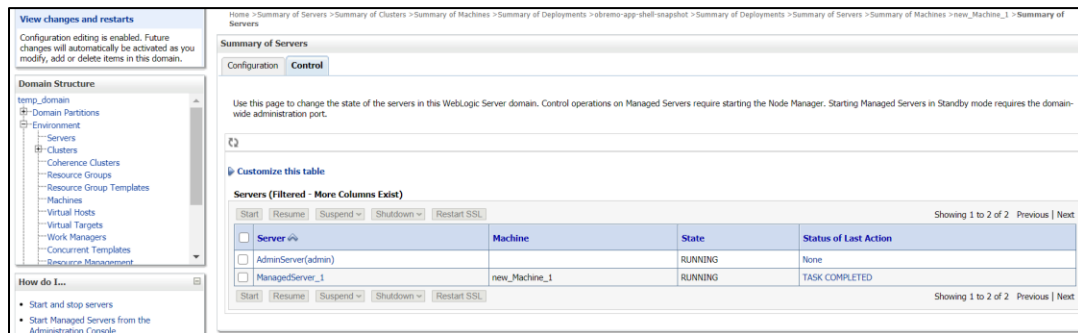 View changes and restarts
Configuration editing is enabled. Future
changes will automatically be activated as you
modify, add or delete items in this domain.
Domain Structure
temp_domain
Domain Partitions
Environment
Servers
Clusters
Coherence Clusters
Resource Groups
Resource Group Templates
Machines
Virtual Hosts
Virtual Targets
Work Managers
Concurrent Templates
Resource Management
How do I...
Start and stop servers
Start Managed Servers from the
Administration Console
Home >Summary of Servers >Summary of Clusters >Summary of Machines >Summary of Deployments >obremo-app-shell-snapshot >Summary of Deployments >Summary of Servers >Summary of Machines >new_Machine_1 >Summary of
Servers
Summary of Servers
Configuration Control
Use this page to change the state of the servers in this WebLogic Server domain. Control operations on Managed Servers require starting the Node Manager. Starting Managed Servers in Standby mode requires the domain-
wide administration port.
Customize this table
Servers (Filtered - More Columns Exist)
Start Resume Suspend Shutdown Restart SSL Showing 1 to 2 of 2 Previous | Next
Server Machine State Status of Last Action
AdminServer(admin) RUNNING None
ManagedServer_1 new_Machine_1 RUNNING TASK COMPLETED
Start Resume Suspend Shutdown Restart SSL Showing 1 to 2 of 2 Previous | Next